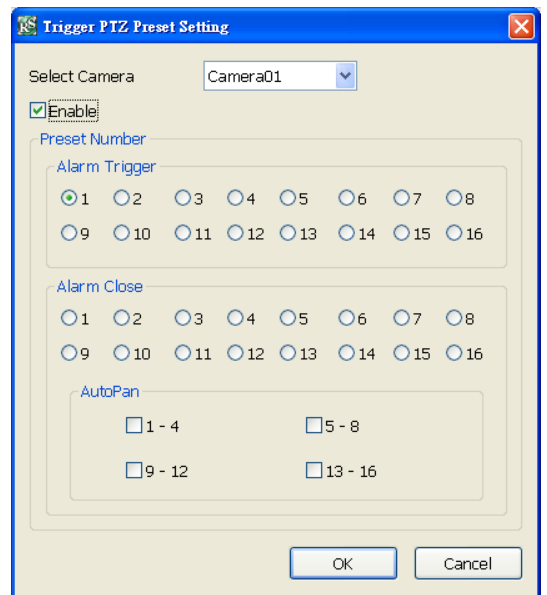 RS Trigger PTZ Preset Setting
Select Camera Camera01
Enable
Preset Number
Alarm Trigger
1 2 3 4 5 6 7 8
9 10 11 12 13 14 15 16
Alarm Close
1 2 3 4 5 6 7 8
9 10 11 12 13 14 15 16
AutoPan
1 - 4 5 - 8
9 - 12 13 - 16
OK Cancel